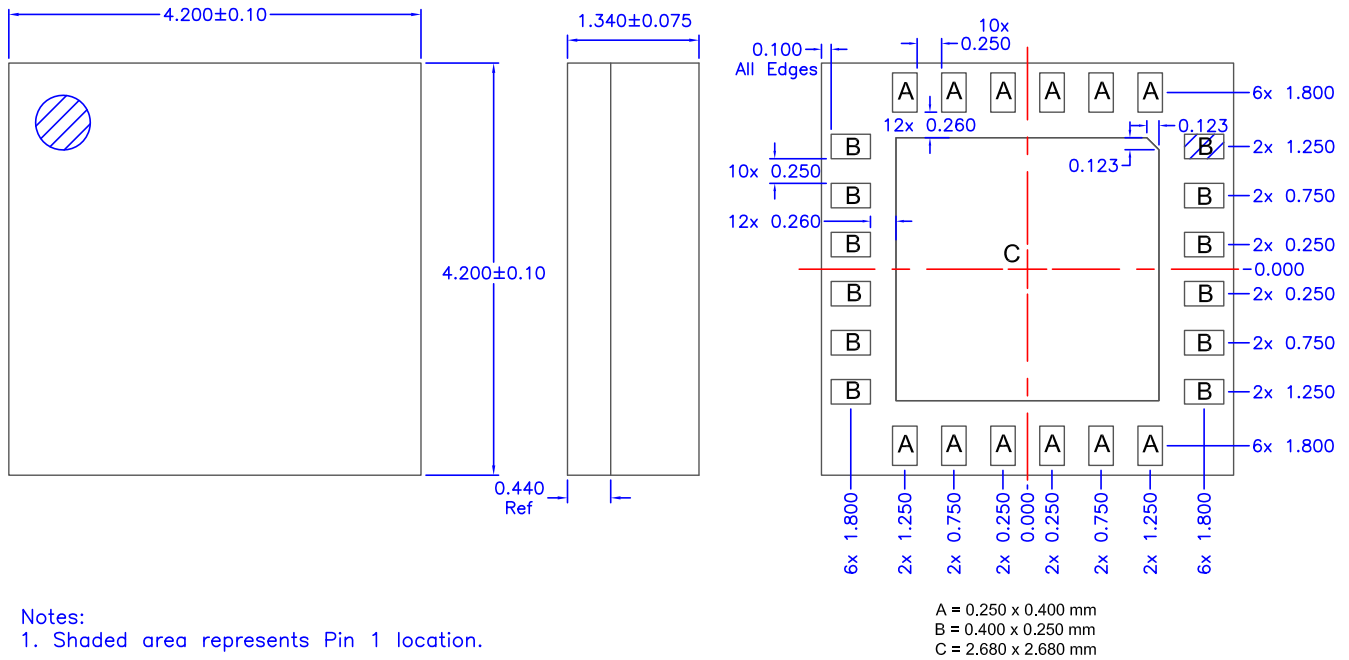 4.200±0.10
4.200±0.10
1.340±0.075
0.440
Ref
10x
0.250
0.100
All Edges
A A A A A A
6x 1.800
12x 0.260
0.123
0.123
B
B
2x 1.250
10x 0.250
B
B
2x 0.750
12x 0.260
B
B
2x 0.250
C
0.000
B
B
2x 0.250
B
B
2x 0.750
B
B
2x 1.250
A A A A A A
6x 1.800
6x 1.800
2x 1.250
2x 0.750
2x 0.250
0.000
2x 0.250
2x 0.750
2x 1.250
6x 1.800
A = 0.250 x 0.400 mm
B = 0.400 x 0.250 mm
C = 2.680 x 2.680 mm
Notes:
1. Shaded area represents Pin 1 location.